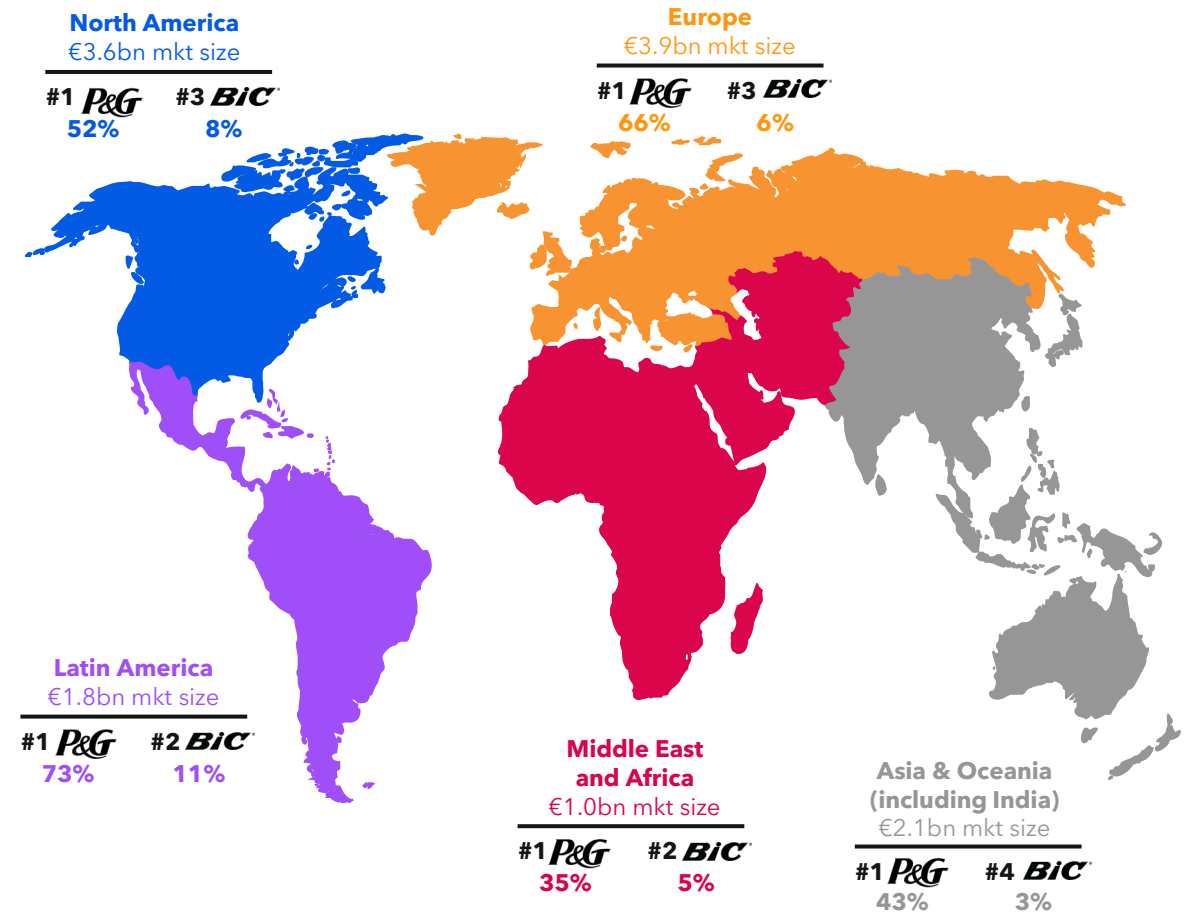 North America
€3.6bn mkt size
#1 P&G #3 BiC
52% 8%
Europe
€3.9bn mkt size
#1 P&G #3 BiC
66% 6%
Latin America
€1.8bn mkt size
#1 P&G #2 BiC
73% 11%
Middle East
and Africa
€1.0bn mkt size
#1 P&G #2 BiC
35% 5%
Asia & Oceania
(including India)
€2.1bn mkt size
#1 P&G #4 BiC
43% 3%